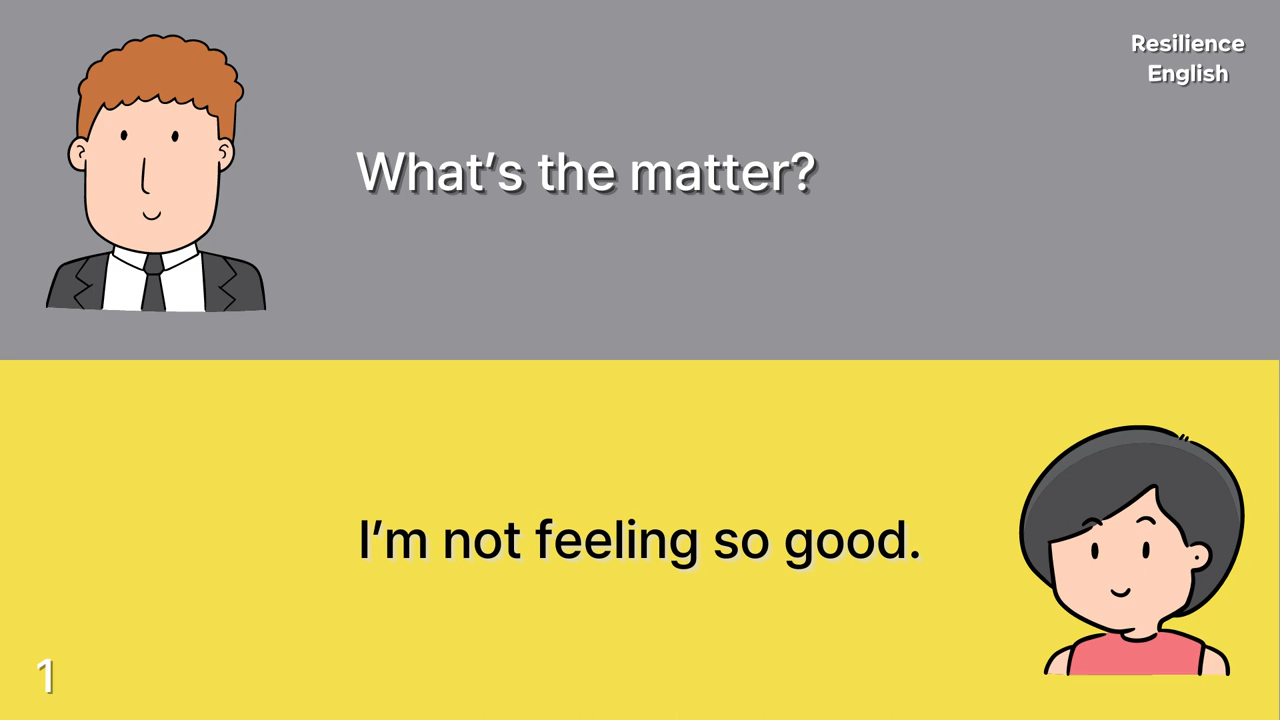 Resilience
English
What’s the matter?
I’m not feeling so good.
1